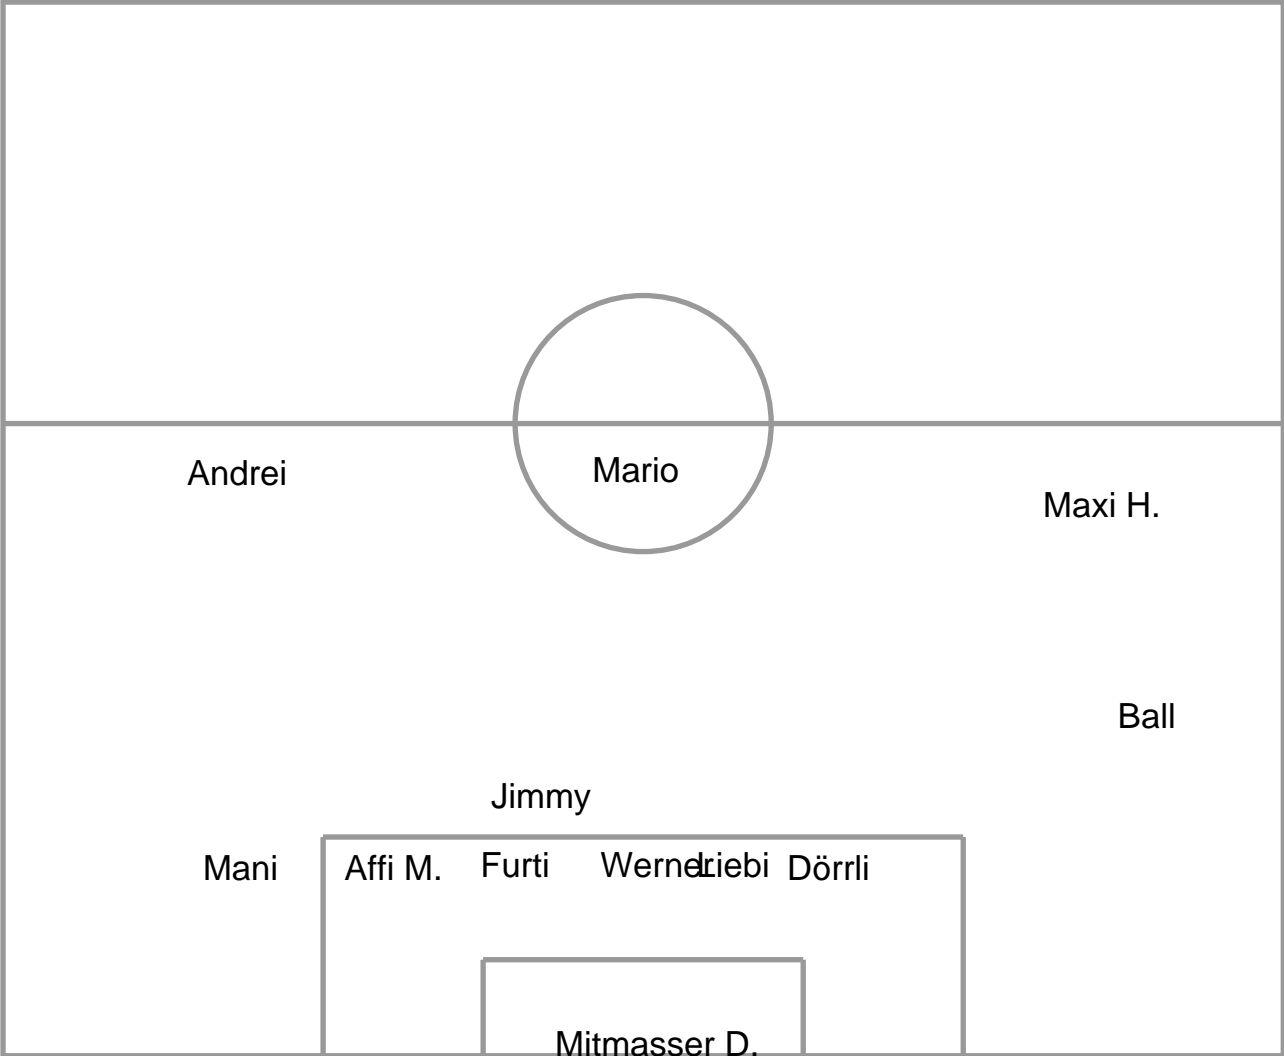 Andrei
Mario
Maxi H.
Ball
Jimmy
Mani
Affi M.
Furti
Werner
Liebi
Dörrli
Mitmasser D.